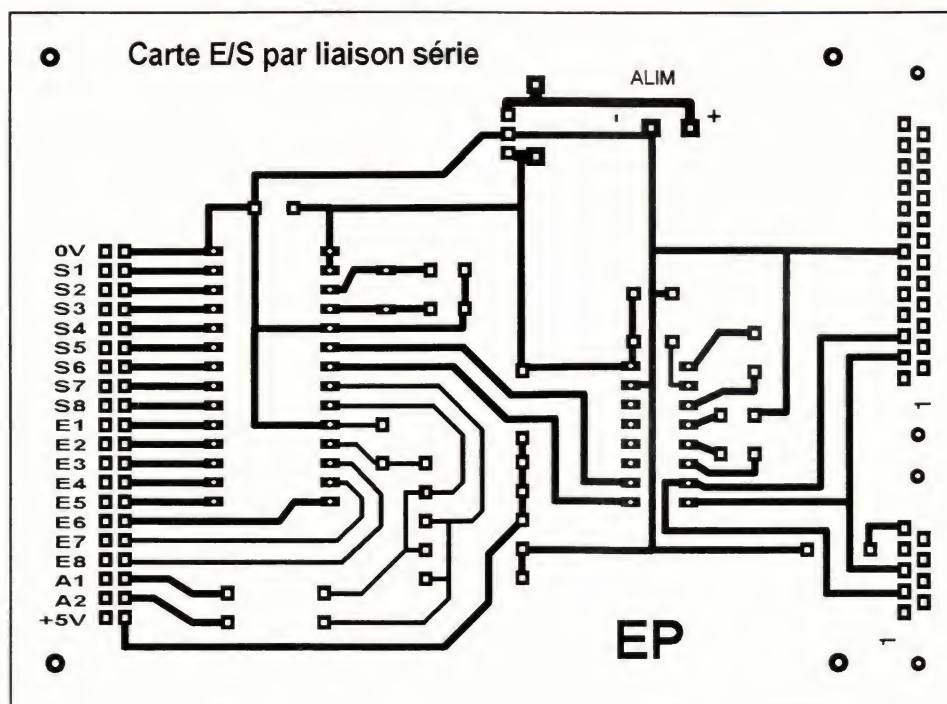 Carte E/S par liaison série
ALIM
- +
0V
S1
S2
S3
S4
S5
S6
S7
S8
E1
E2
E3
E4
E5
E6
E7
E8
A1
A2
+5V
1
EP
1